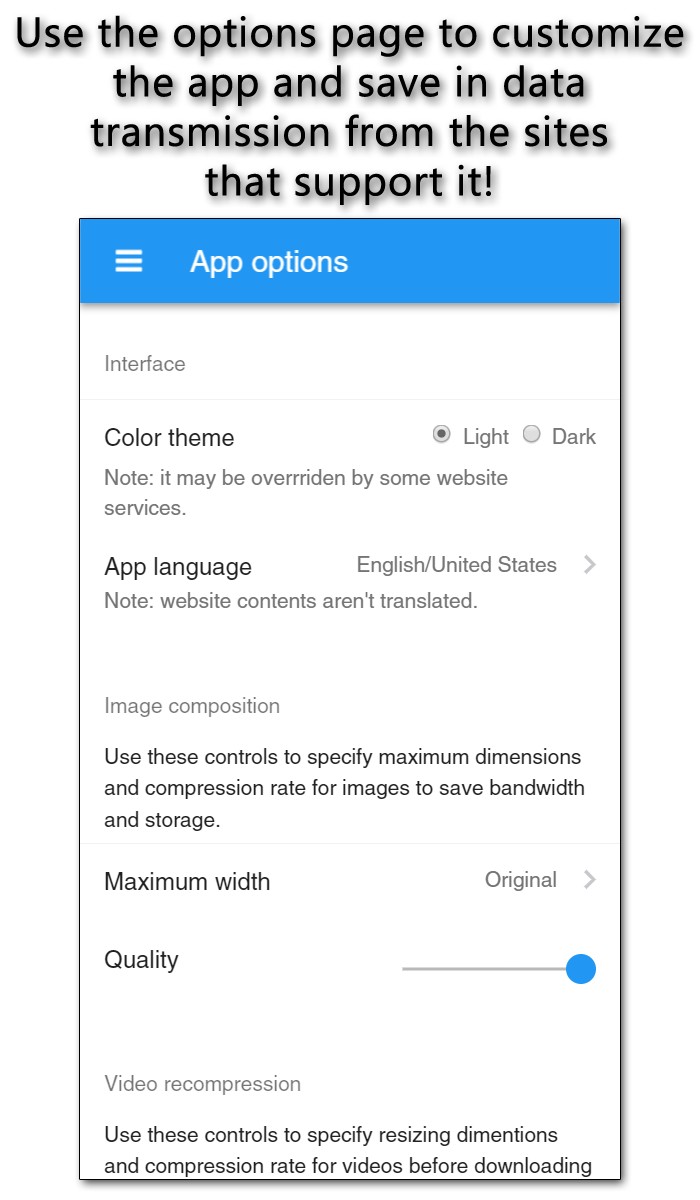 Use the options page to customize
the app and save in data
transmission from the sites
that support it!
App options
Interface
Color theme Light Dark
Note: it may be overrriden by some website
services.
App language English/United States
Note: website contents aren't translated.
Image composition
Use these controls to specify maximum dimensions
and compression rate for images to save bandwidth
and storage.
Maximum width Original
Quality
Video recompression
Use these controls to specify resizing dimentions
and compression rate for videos before downloading